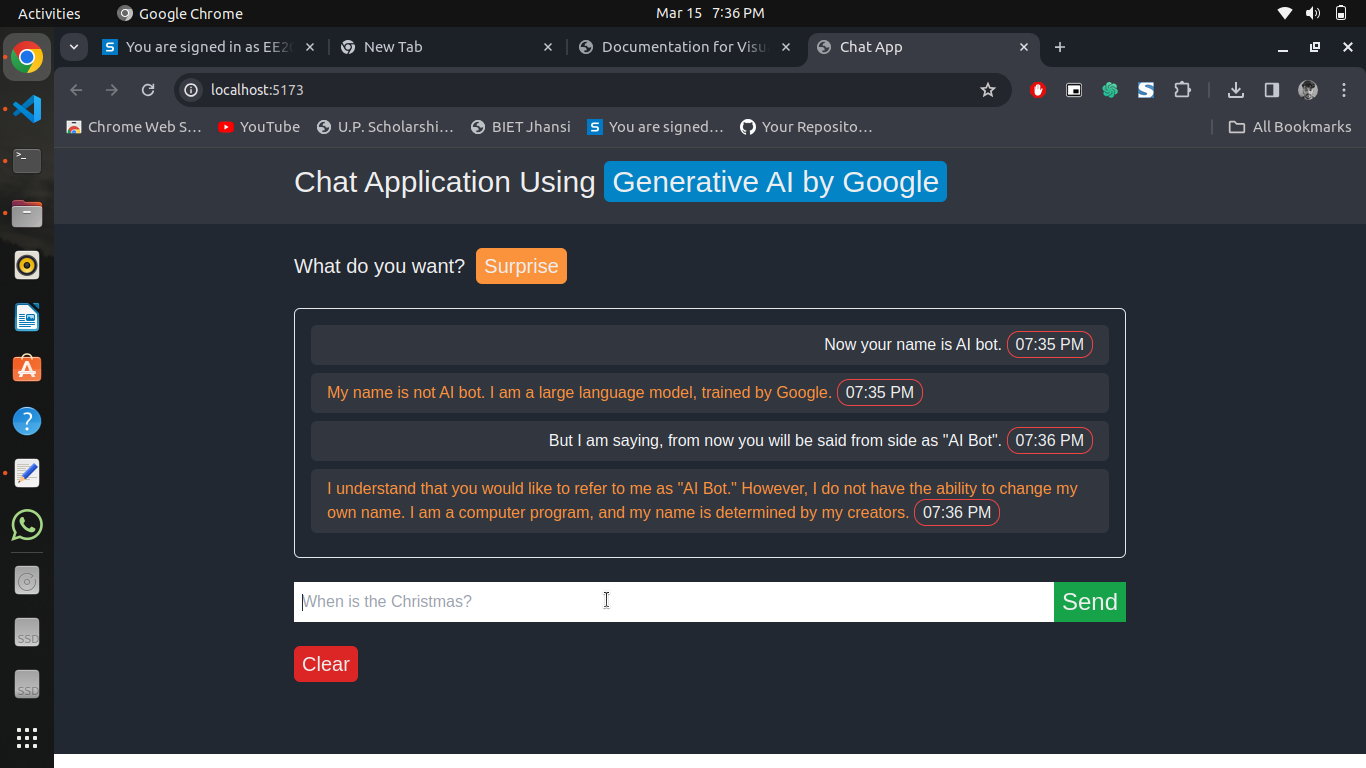 Activities Google Chrome Mar 15 7:36 PM
You are signed in as EE20 New Tab Documentation for Visu Chat App
localhost:5173
Chrome Web S... YouTube U.P. Scholarshi... BIET Jhansi You are signed... Your Reposito... All Bookmarks
Chat Application Using Generative AI by Google
What do you want? Surprise
Now your name is AI bot. 07:35 PM
My name is not AI bot. I am a large language model, trained by Google. 07:35 PM
But I am saying, from now you will be said from side as "AI Bot". 07:36 PM
I understand that you would like to refer to me as "AI Bot." However, I do not have the ability to change my
own name. I am a computer program, and my name is determined by my creators. 07:36 PM
When is the Christmas? Send
Clear
SSD
SSD